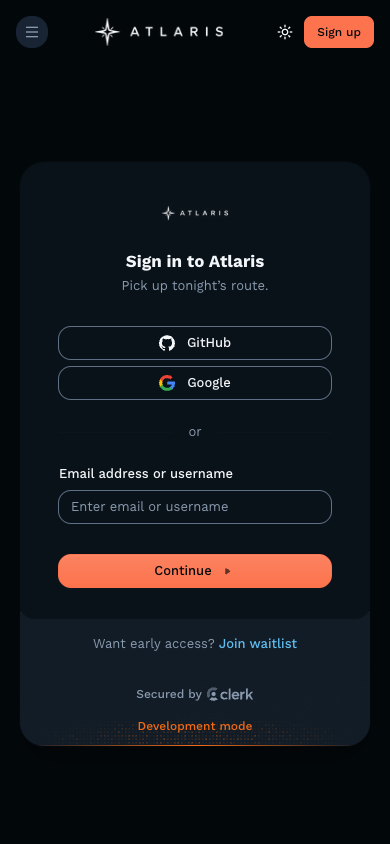 ATLARIS
Sign up
ATLARIS
Sign in to Atlaris
Pick up tonight’s route.
GitHub
Google
or
Email address or username
Enter email or username
Continue
Want early access? Join waitlist
Secured by clerk
Development mode